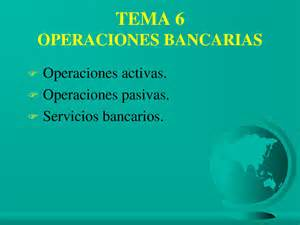 TEMA 6
OPERACIONES BANCARIAS
Operaciones activas.
Operaciones pasivas.
Servicios bancarios.